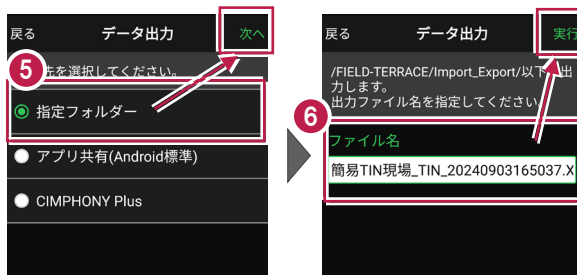 戻る データ出力 次へ
5
先を選択してください。
指定フォルダー
アプリ共有(Android標準)
CIMPHONY Plus
戻る データ出力 実行
/FIELD-TERRACE/Import_Export/以下 出
力します。
出力ファイル名を指定してください
6
ファイル名
簡易TIN現場_TIN_20240903165037.X